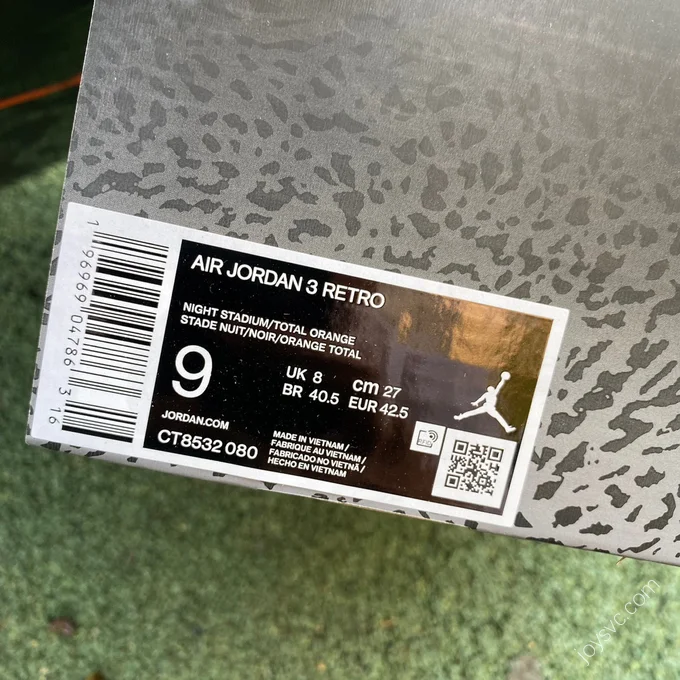 AIR JORDAN 3 RETRO
NIGHT STADIUM/TOTAL ORANGE
STADE NUIT/NOIR/ORANGE TOTAL
9
UK 8 cm 27
BR 40.5 EUR 42.5
JORDAN.COM
CT8532 080
MADE IN VIETNAM /
FABRIQUE AU VIETNAM /
FABRICADO NO VIETNÃ /
HECHO EN VIETNAM
RFID
1 96969 04786 3 16
joysvc.com